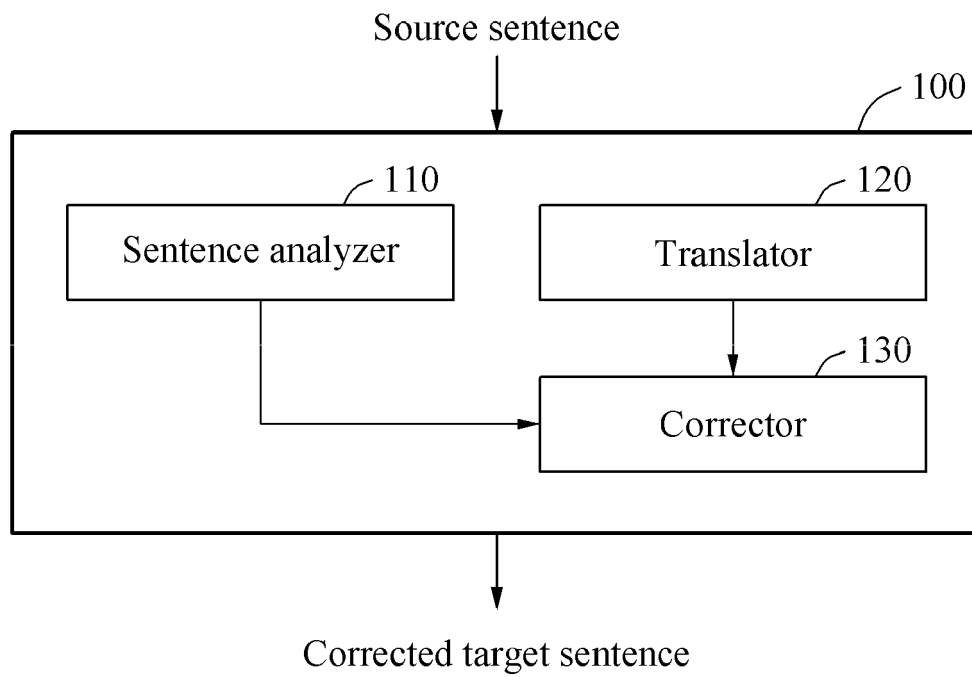 Source sentence
100
110
120
Sentence analyzer
Translator
130
Corrector
Corrected target sentence